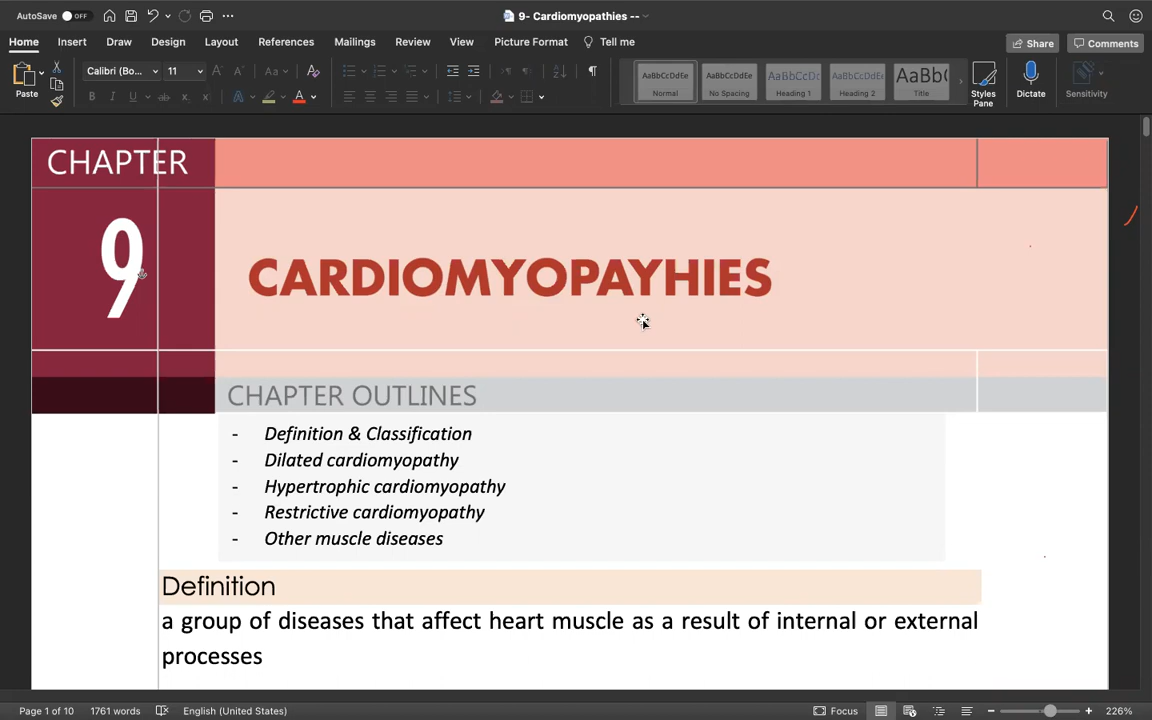 AutoSave OFF 9- Cardiomyopathies --
Home Insert Draw Design Layout References Mailings Review View Picture Format Tell me Share Comments
Paste Calibri (Bo... 11 Aa AaBbCcDdEe AaBbCcDdEe AaBbCcDc AaBbCcDdEe AaBb( Styles Pane Dictate Sensitivity
Normal No Spacing Heading 1 Heading 2 Title
CHAPTER
9
CARDIOMYOPAYHIES
CHAPTER OUTLINES
- Definition & Classification
- Dilated cardiomyopathy
- Hypertrophic cardiomyopathy
- Restrictive cardiomyopathy
- Other muscle diseases
Definition
a group of diseases that affect heart muscle as a result of internal or external
processes
Page 1 of 10 1761 words English (United States) Focus 226%